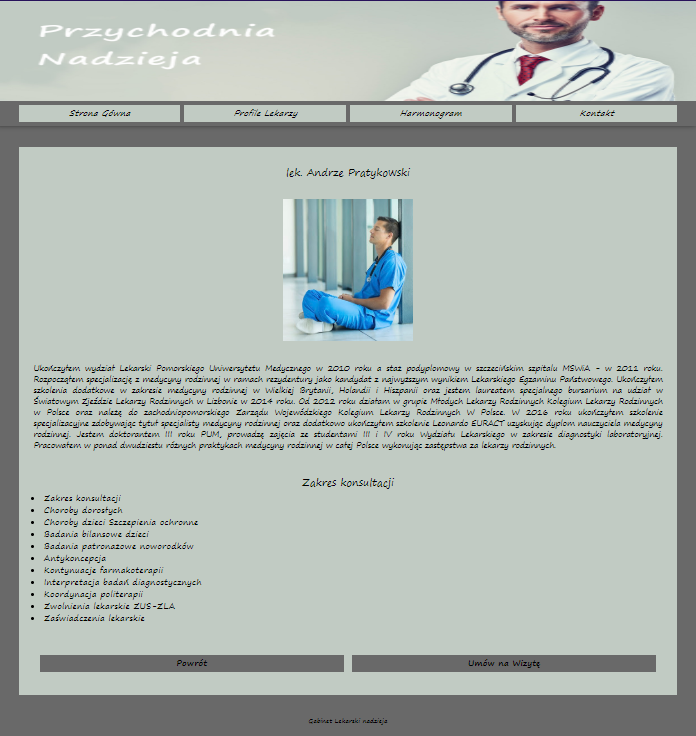 Przychodnia
Nadzieja
Strona Gówna
Profile Lekarzy
Harmonogram
Kontakt
lek. Andrze Pratykowski
Ukończyłem wydział Lekarski Pomorskiego Uniwersytetu Medycznego w 2010 roku a staż podyplomowy w szczecińskim szpitalu MSWiA - w 2011 roku.
Rozpocząłem specjalizację z medycyny rodzinnej w ramach rezydentury jako kandydat z najwyższym wynikiem Lekarskiego Egzaminu Państwowego. Ukończyłem
szkolenia dodatkowe w zakresie medycyny rodzinnej w Wielkiej Brytanii, Holandii i Hiszpanii oraz jestem laureatem specjalnego bursarium na udział w
Światowym Zjeździe Lekarzy Rodzinnych w Lizbonie w 2014 roku. Od 2012 roku działam w grupie Młodych Lekarzy Rodzinnych Kolegium Lekarzy Rodzinnych
w Polsce oraz należę do zachodniopomorskiego Zarządu Wojewódzkiego Kolegium Lekarzy Rodzinnych W Polsce. W 2016 roku ukończyłem szkolenie
specjalizacyjne zdobywając tytuł specjalisty medycyny rodzinnej oraz dodatkowo ukończyłem szkolenie Leonardo EURACT uzyskując dyplom nauczyciela medycyny
rodzinnej. Jestem doktorantem III roku PUM, prowadzę zajęcia ze studentami III i IV roku Wydziału Lekarskiego w zakresie diagnostyki laboratoryjnej.
Pracowałem w ponad dwudziestu różnych praktykach medycyny rodzinnej w całej Polsce wykonując zastępstwa za lekarzy rodzinnych.
Zakres konsultacji
Zakres konsultacji
Choroby dorosłych
Choroby dzieci Szczepienia ochronne
Badania bilansowe dzieci
Badania patronażowe noworodków
Antykoncepcja
Kontynuacje farmakoterapii
Interpretacja badań diagnostycznych
Koordynacja politerapii
Zwolnienia lekarskie ZUS-ZLA
Zaświadczenia lekarskie
Powrót
Umów na Wizytę
Gabinet Lekarski nadzieja